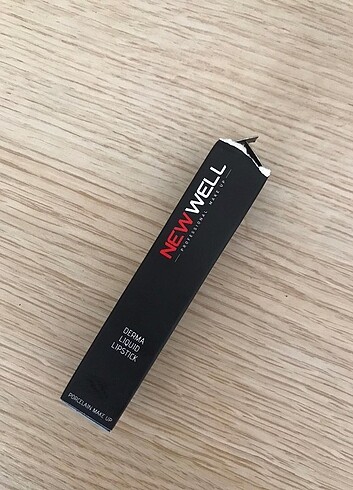 NEWWELL
PROFESSIONAL MAKE UP
DERMA
LIQUID
LIPSTICK
PORCELAIN MAKE UP